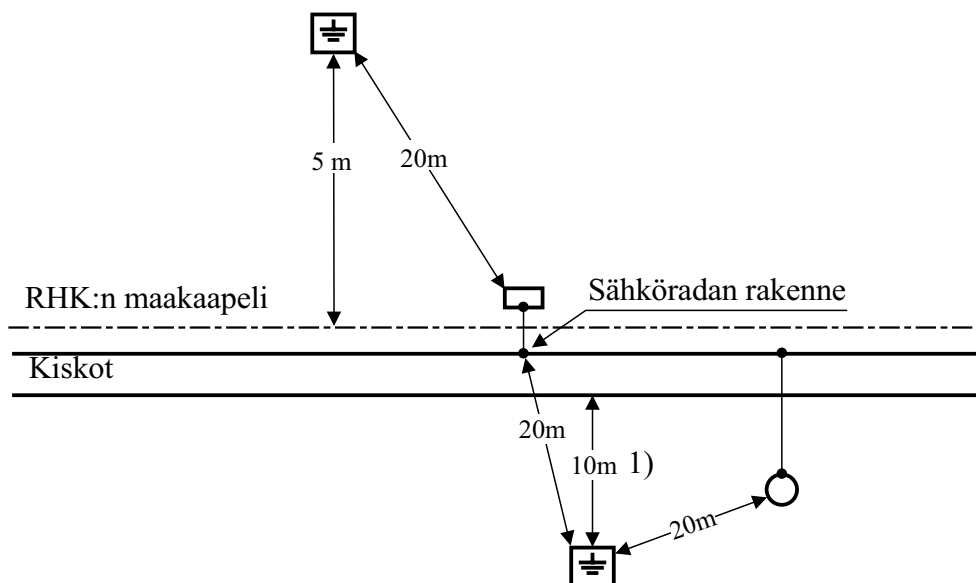 5 m
20m
RHK:n maakaapeli
Sähköradan rakenne
Kiskot
20m
10m 1)
20m